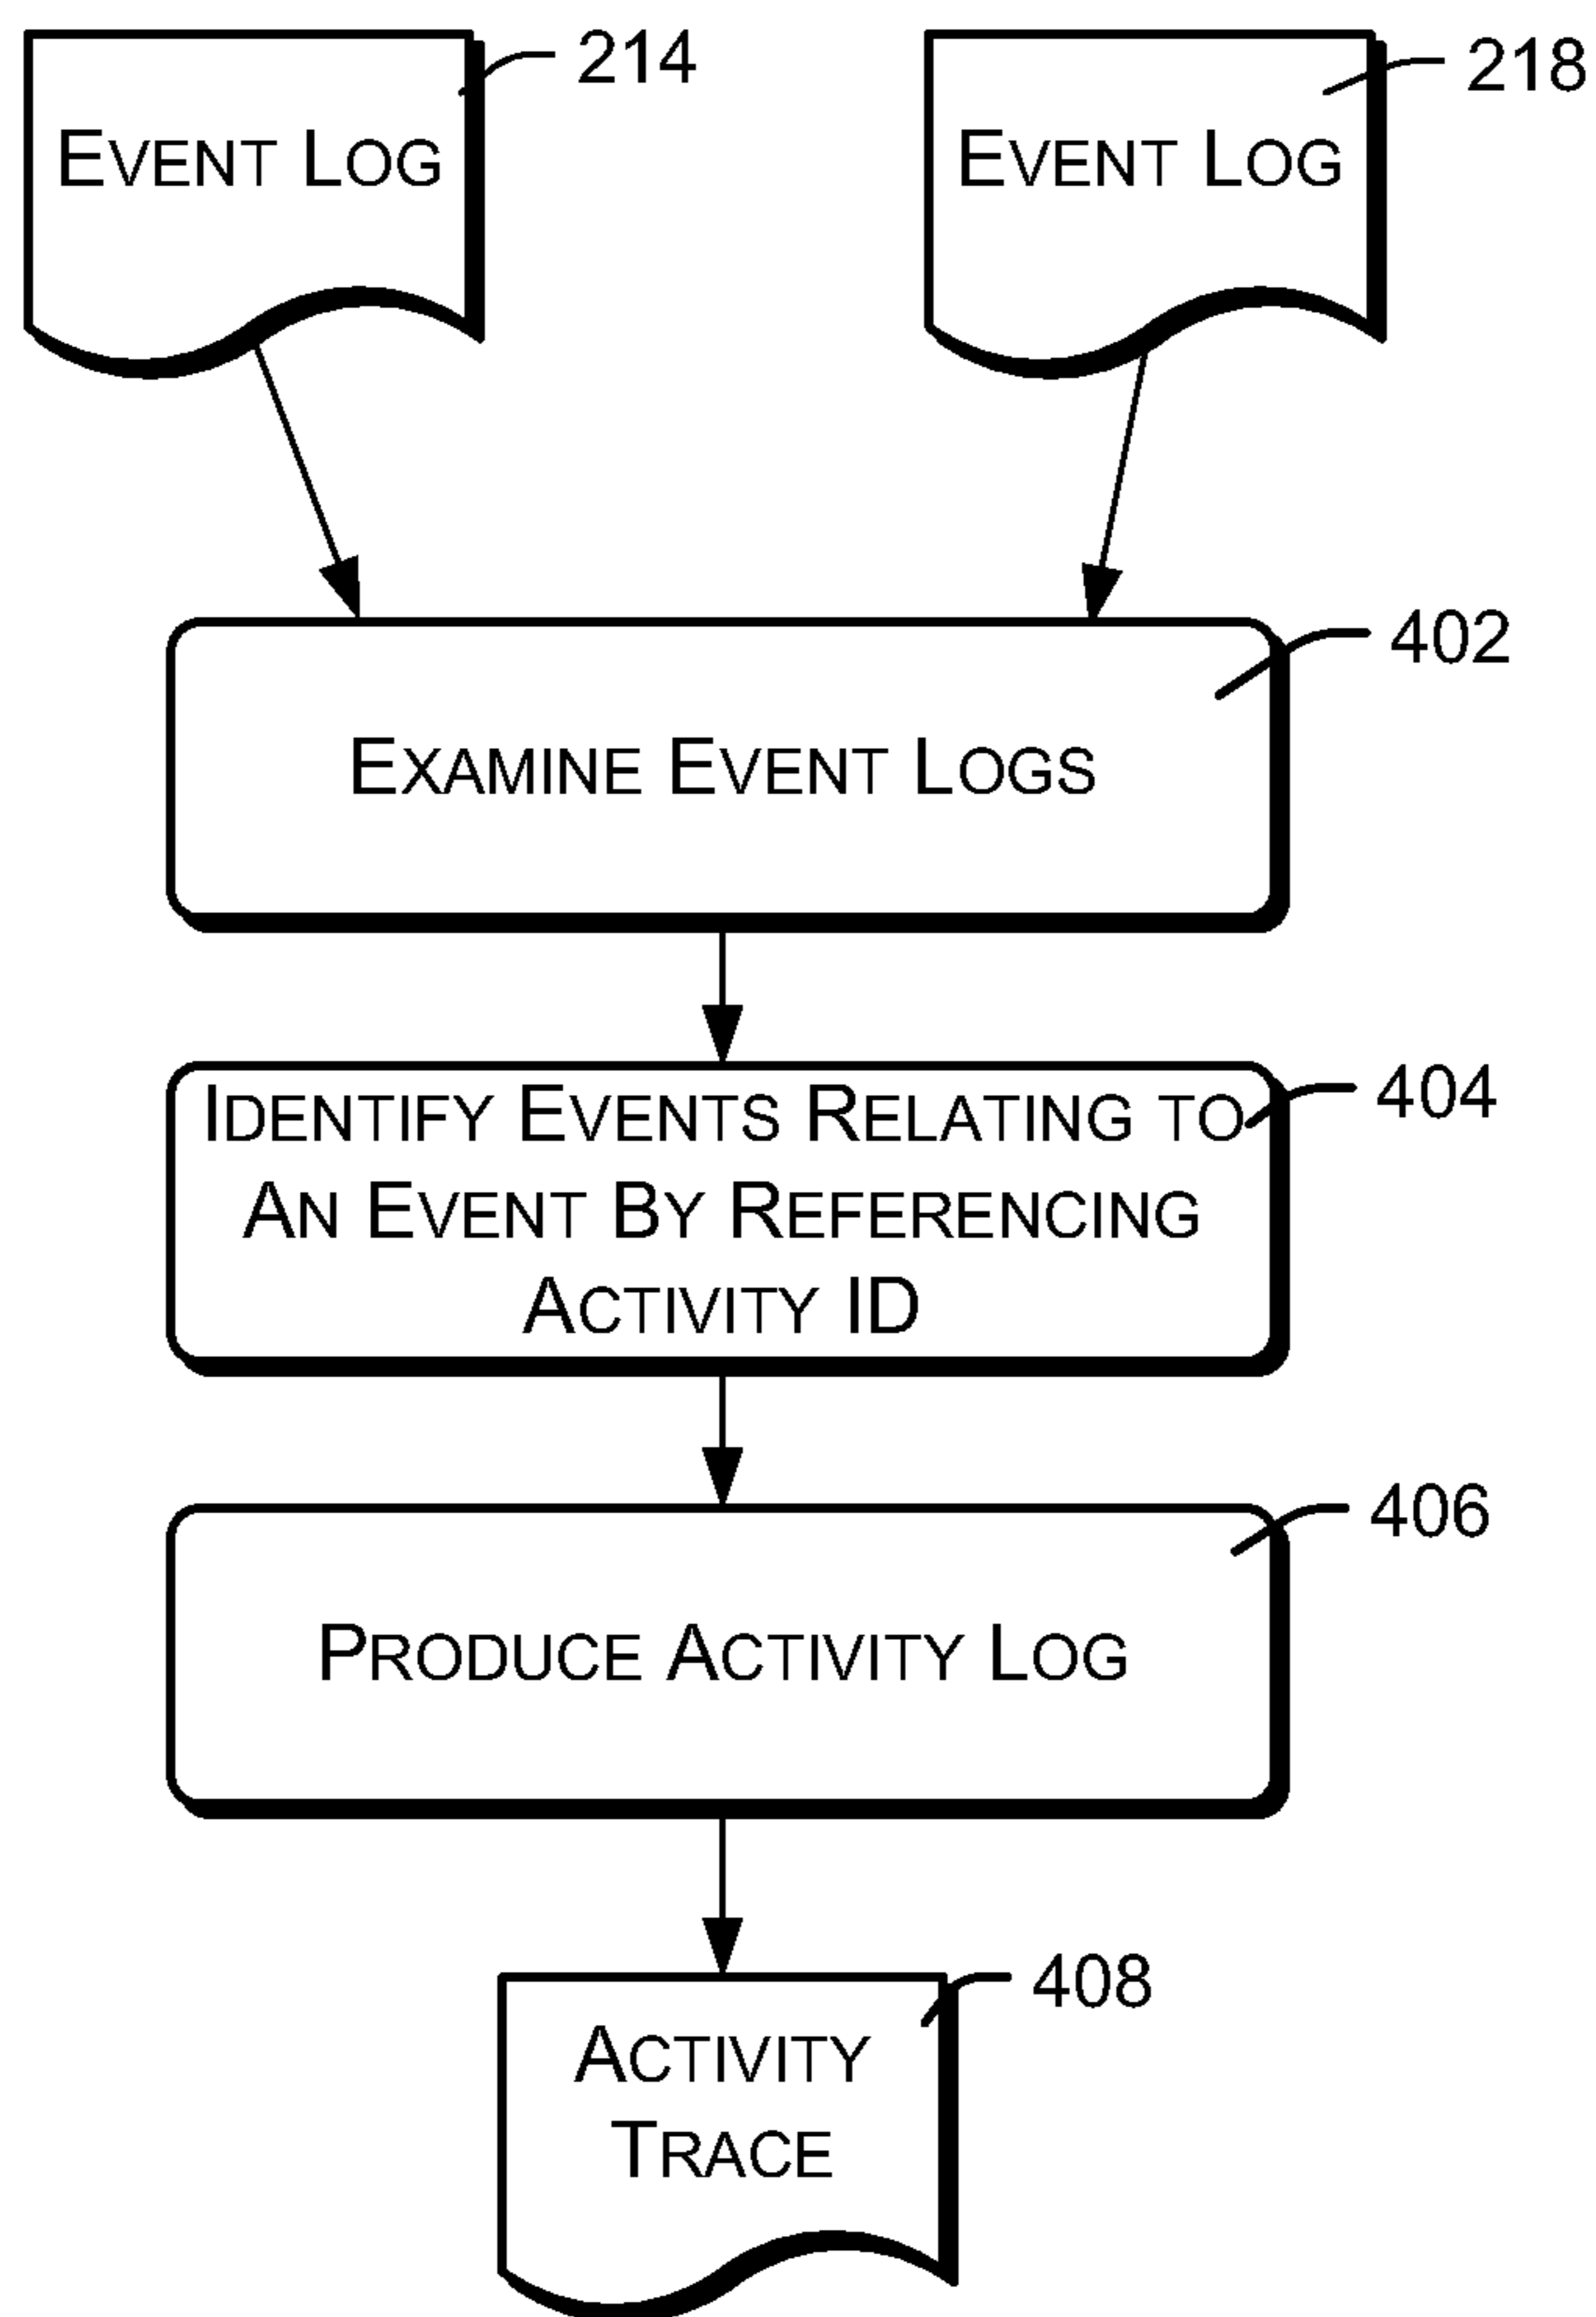 214
218
EVENT LOG
EVENT LOG
402
EXAMINE EVENT LOGS
404
IDENTIFY EVENTS RELATING TO
AN EVENT BY REFERENCING
ACTIVITY ID
406
PRODUCE ACTIVITY LOG
408
ACTIVITY
TRACE